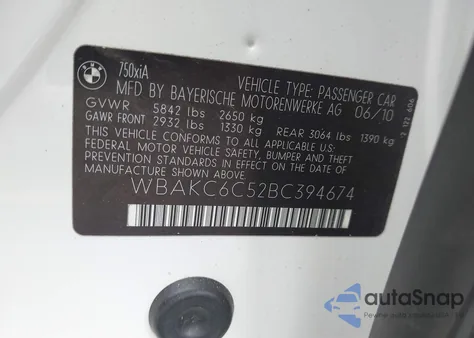 BMW
750xiA
VEHICLE TYPE: PASSENGER CAR
MFD BY BAYERISCHE MOTORENWERKE AG 06/10
GVWR 5842 lbs 2650 kg
GAWR FRONT 2932 lbs 1330 kg REAR 3064 lbs 1390 kg
THIS VEHICLE CONFORMS TO ALL APPLICABLE U.S.
FEDERAL MOTOR VEHICLE SAFETY, BUMPER, AND
THEFT PREVENTION STANDARDS IN EFFECT ON THE DATE OF
MANUFACTURE SHOWN ABOVE.
WBAKC6C52BC394674
autoSnap